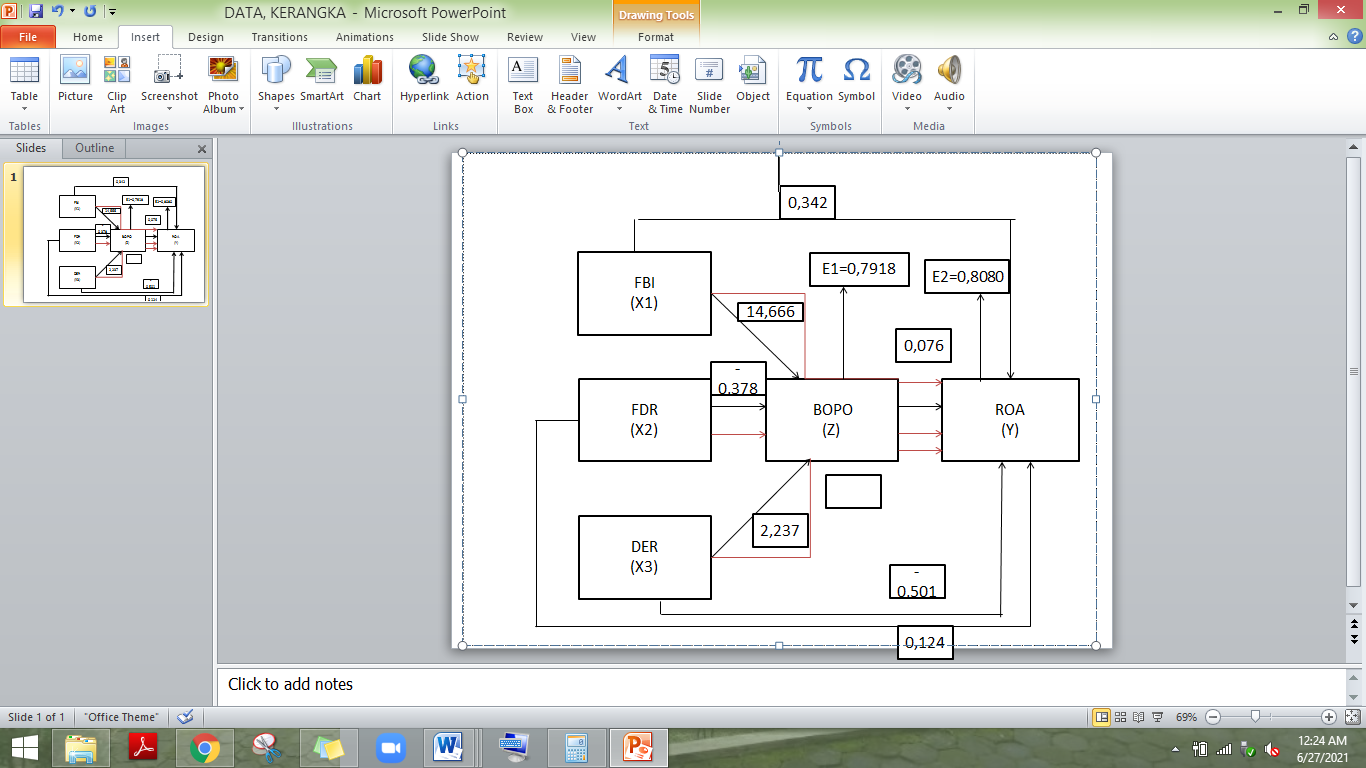 DATA, KERANGKA - Microsoft PowerPoint
Drawing Tools
File Home Insert Design Transitions Animations Slide Show Review View Format
Table
Picture
Clip Art
Screenshot
Photo Album
Shapes
SmartArt
Chart
Hyperlink
Action
Text Box
Header & Footer
WordArt
Date & Time
Slide Number
Object
Equation
Symbol
Video
Audio
Tables
Images
Illustrations
Links
Text
Symbols
Media
Slides
Outline
1
0,342
FBI
(X1)
E1=0,7918
E2=0,8080
14,666
0,076
-
0.378
FDR
(X2)
BOPO
(Z)
ROA
(Y)
2,237
DER
(X3)
-
0.501
0,124
Click to add notes
Slide 1 of 1
"Office Theme"
69%
12:24 AM
6/27/2021